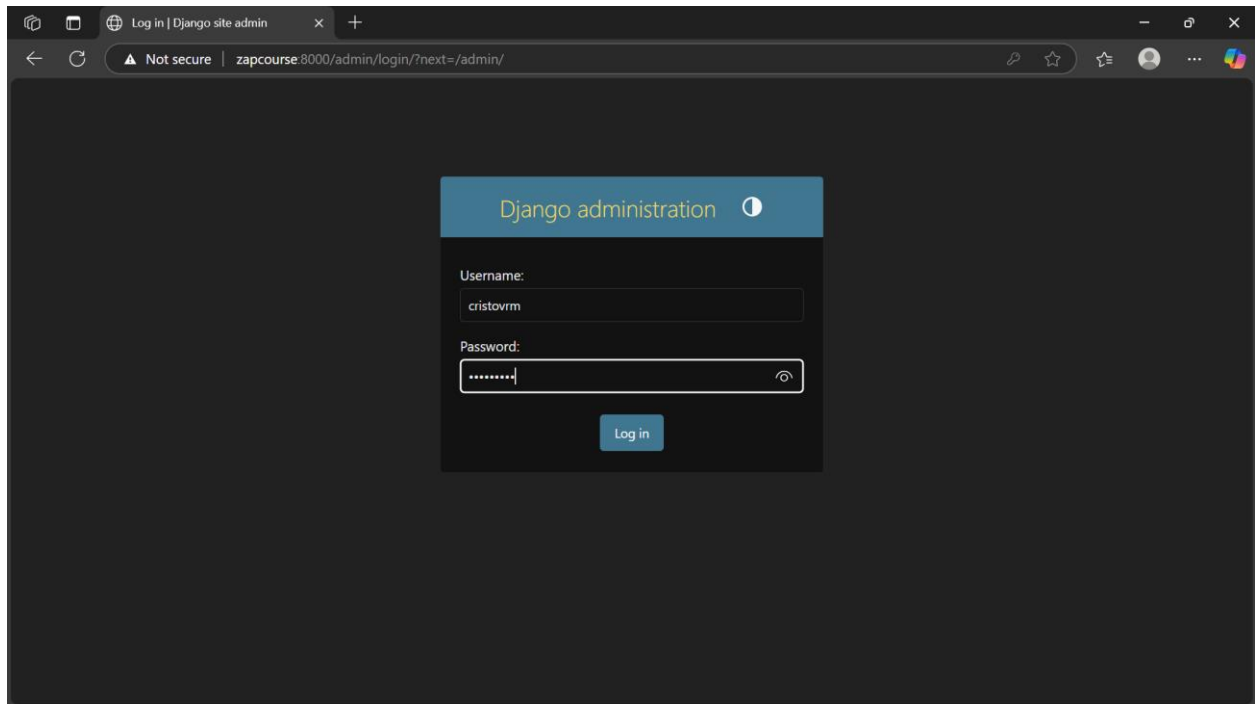 Log in | Django site admin
Not secure | zapcourse:8000/admin/login/?next=/admin/
Django administration
Username:
cristovrm
Password:
•••••••••
Log in